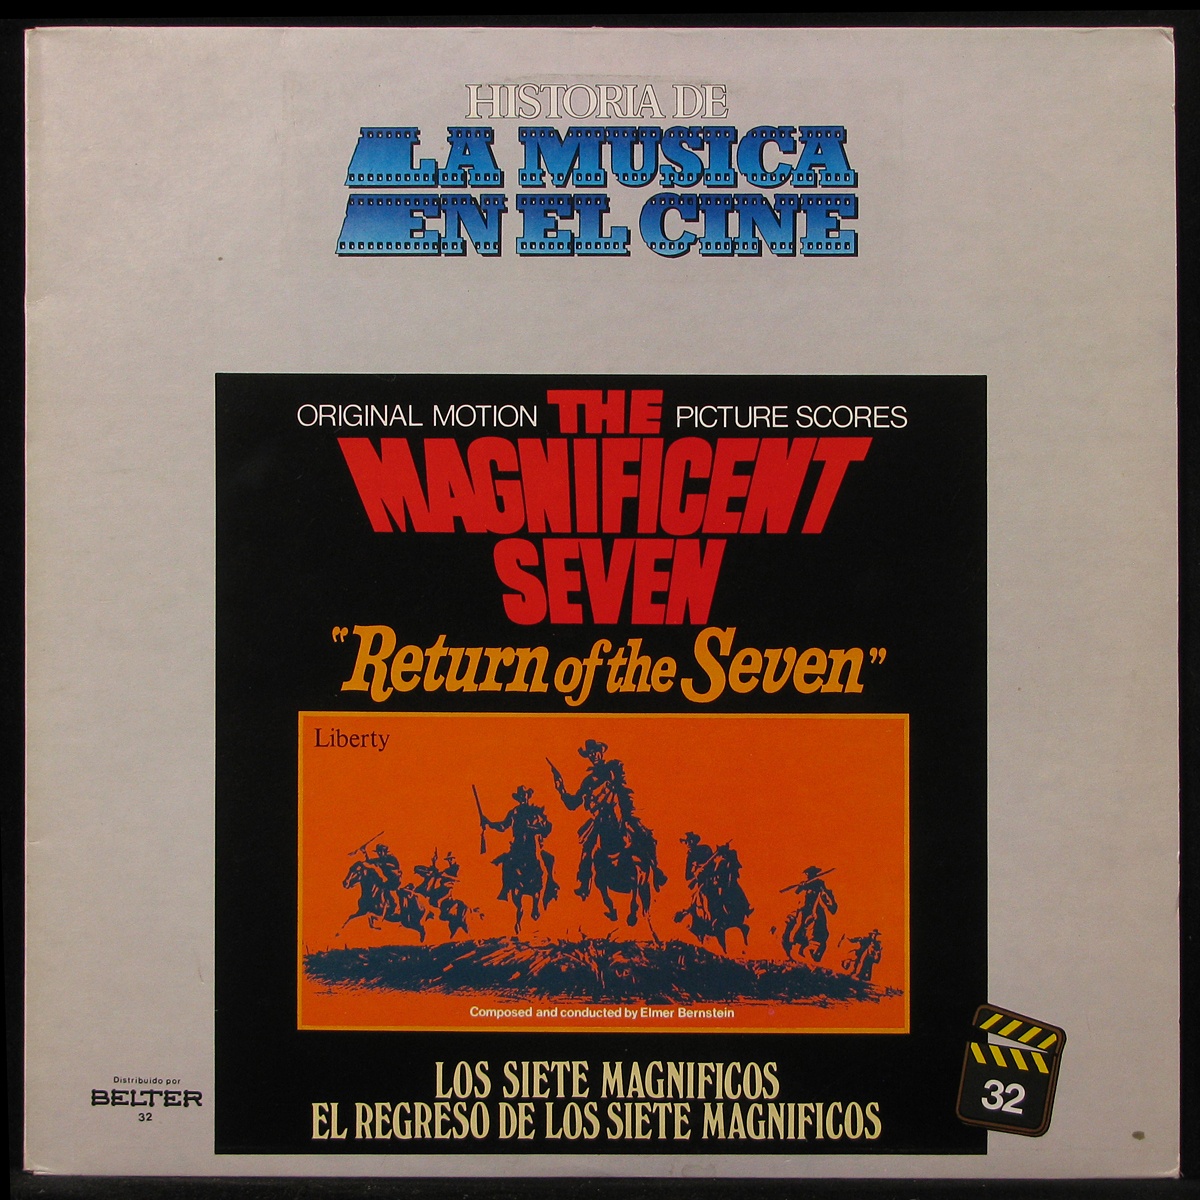 HISTORIA DE
LA MUSICA
EN EL CINE
ORIGINAL MOTION THE PICTURE SCORES
MAGNIFICENT
SEVEN
"Return of the Seven"
Liberty
Composed and conducted by Elmer Bernstein
LOS SIETE MAGNIFICOS
EL REGRESO DE LOS SIETE MAGNIFICOS
Distribuido por
BELTER
32
32